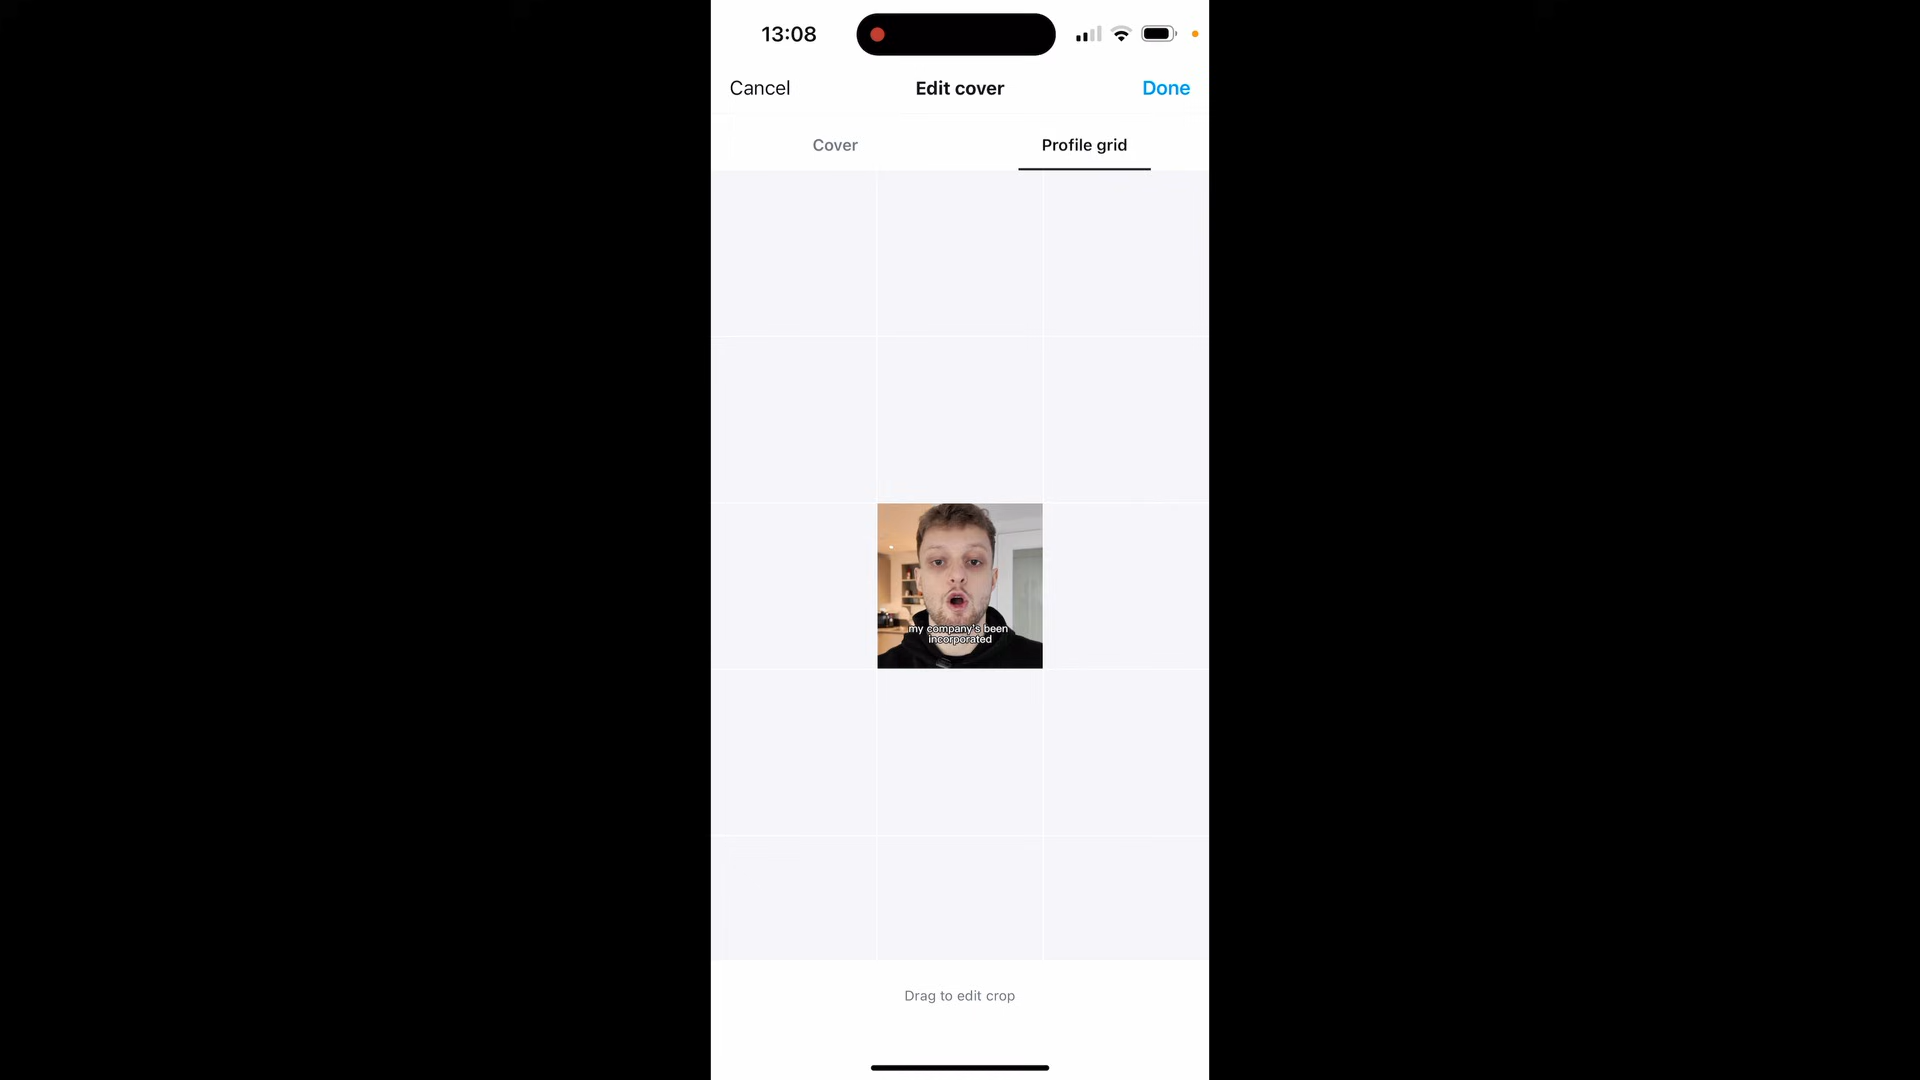 13:08
Cancel
Edit cover
Done
Cover
Profile grid
my company's been
incorporated
Drag to edit crop